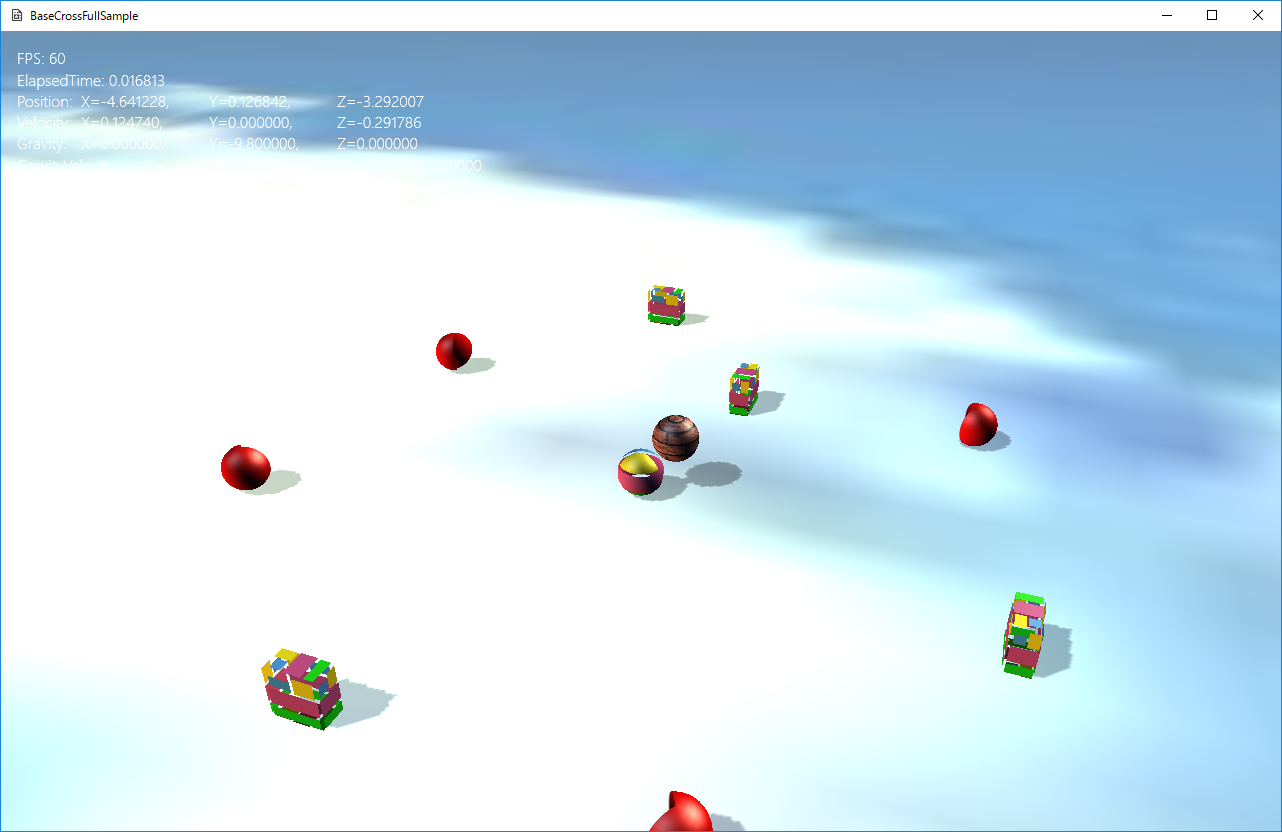 BaseCrossFullSample
FPS: 60
ElapsedTime: 0.016813
Position: X=-4.641228, Y=0.126842, Z=-3.292007
Velocity: X=0.124740, Y=0.000000, Z=-0.291786
Gravity: X=0.000000, Y=-9.800000, Z=0.000000
GravityVelocity: